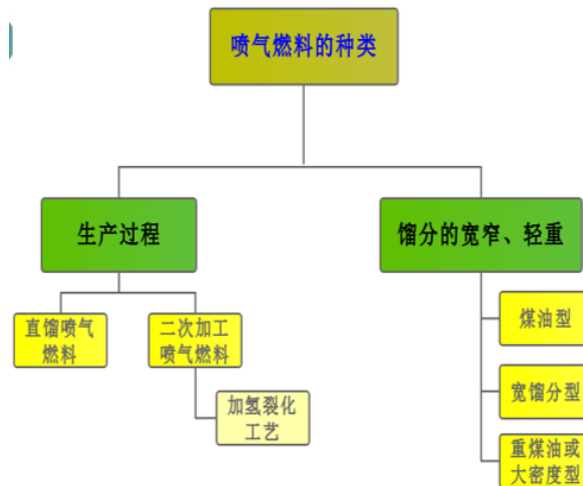 喷气燃料的种类
生产过程
馏分的宽窄、轻重
直馏喷气
燃料
二次加工
喷气燃料
加氢裂化
工艺
煤油型
宽馏分型
重煤油或
大密度型